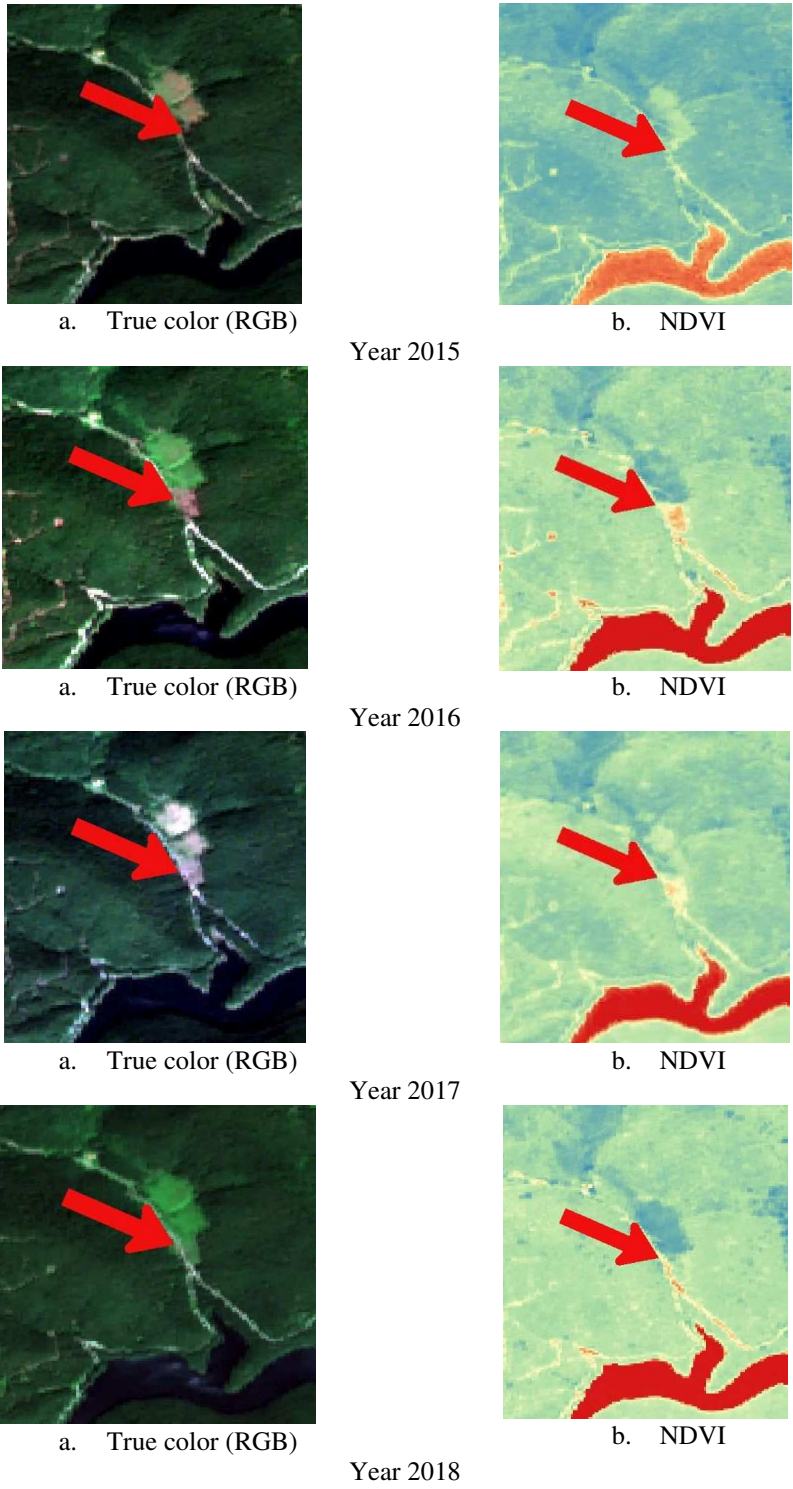 a. True color (RGB)
b. NDVI
Year 2015
a. True color (RGB)
b. NDVI
Year 2016
a. True color (RGB)
b. NDVI
Year 2017
a. True color (RGB)
b. NDVI
Year 2018